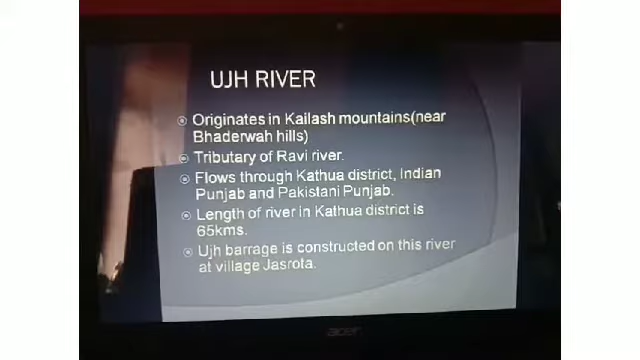 UJH RIVER
Originates in Kailash mountains(near
Bhaderwah hills)
Tributary of Ravi river.
Flows through Kathua district, Indian
Punjab and Pakistani Punjab.
Length of river in Kathua district is
65kms.
Ujh barrage is constructed on this river
at village Jasrota.
acer